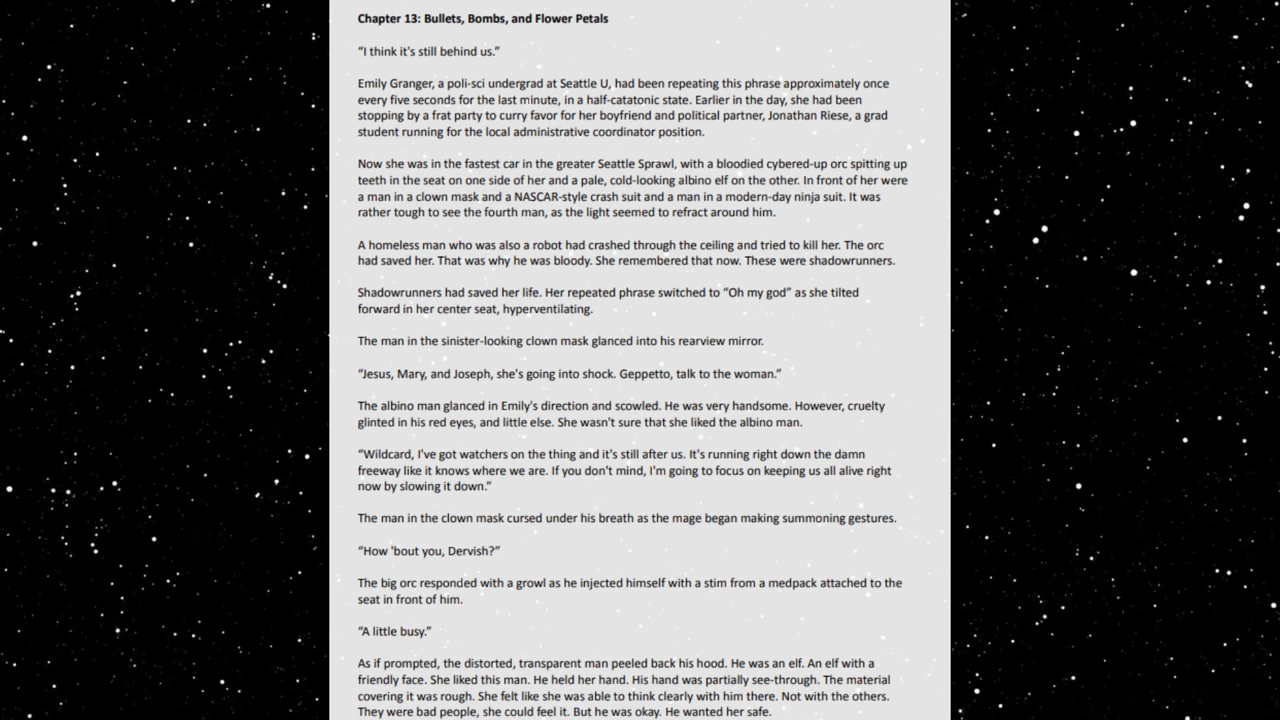 Chapter 13: Bullets, Bombs, and Flower Petals
“I think it's still behind us.”
Emily Granger, a poli-sci undergrad at Seattle U, had been repeating this phrase approximately once
every five seconds for the last minute, in a half-catatonic state. Earlier in the day, she had been
stopping by a frat party to curry favor for her boyfriend and political partner, Jonathan Riese, a grad
student running for the local administrative coordinator position.
Now she was in the fastest car in the greater Seattle Sprawl, with a bloodied cybered-up orc spitting up
teeth in the seat on one side of her and a pale, cold-looking albino elf on the other. In front of her were
a man in a clown mask and a NASCAR-style crash suit and a man in a modern-day ninja suit. It was
rather tough to see the fourth man, as the light seemed to refract around him.
A homeless man who was also a robot had crashed through the ceiling and tried to kill her. The orc
had saved her. That was why he was bloody. She remembered that now. These were shadowrunners.
Shadowrunners had saved her life. Her repeated phrase switched to “Oh my god” as she tilted
forward in her center seat, hyperventilating.
The man in the sinister-looking clown mask glanced into his rearview mirror.
“Jesus, Mary, and Joseph, she's going into shock. Geppetto, talk to the woman.”
The albino man glanced in Emily's direction and scowled. He was very handsome. However, cruelty
glinted in his red eyes, and little else. She wasn't sure that she liked the albino man.
“Wildcard, I've got watchers on the thing and it's still after us. It's running right down the damn
freeway like it knows where we are. If you don't mind, I'm going to focus on keeping us all alive right
now by slowing it down.”
The man in the clown mask cursed under his breath as the mage began making summoning gestures.
“How 'bout you, Dervish?”
The big orc responded with a growl as he injected himself with a stim from a medpack attached to the
seat in front of him.
“A little busy.”
As if prompted, the distorted, transparent man peeled back his hood. He was an elf. An elf with a
friendly face. She liked this man. He held her hand. His hand was partially see-through. The material
covering it was rough. She felt like she was able to think clearly with him there. Not with the others.
They were bad people, she could feel it. But he was okay. He wanted her safe.